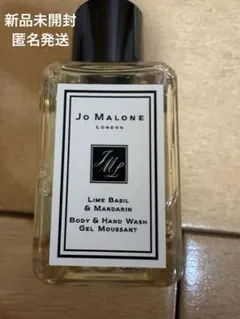 新品未開封
匿名発送
JO MALONE
LONDON
JML
LIME BASIL
& MANDARIN
BODY & HAND WASH
GEL MOUSSANT